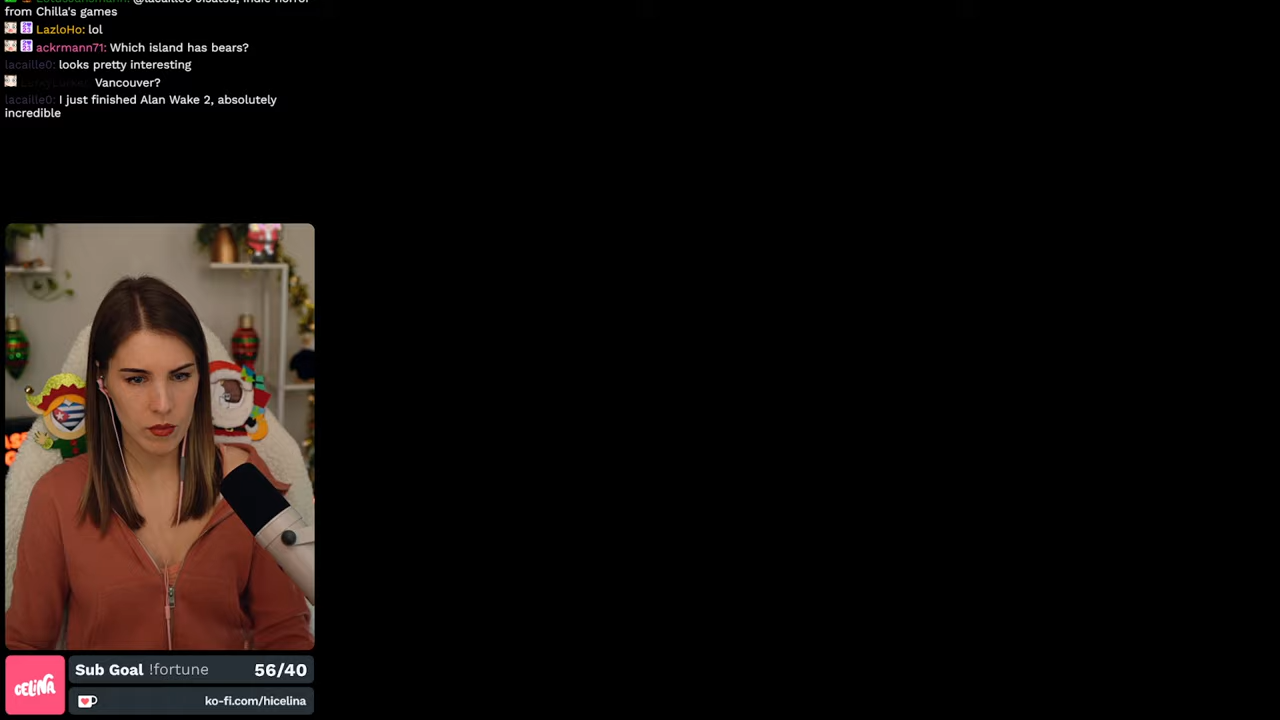 from Chilla's games
LazloHo: lol
ackrmann71: Which island has bears?
lacaille0: looks pretty interesting
Vancouver?
lacaille0: I just finished Alan Wake 2, absolutely
incredible
CELINA
Sub Goal !fortune 56/40
ko-fi.com/hicelina